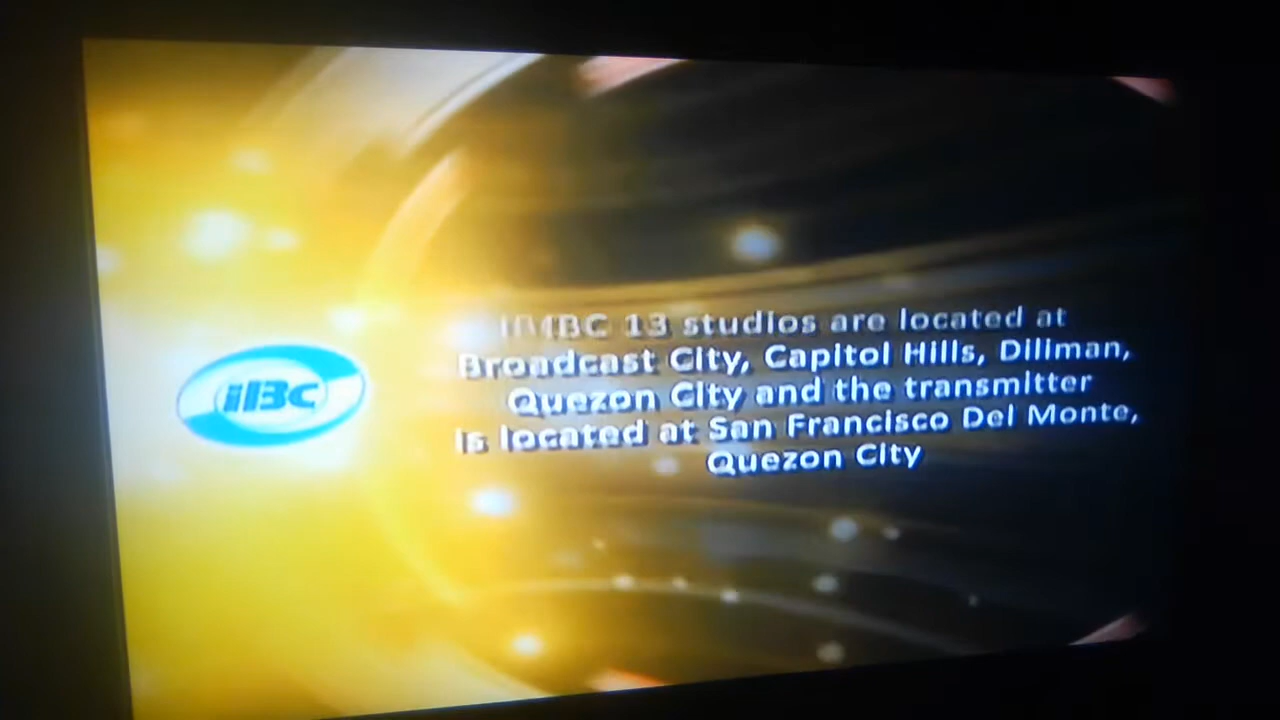 iBC
13 studios are located at
Broadcast City, Capitol Hills, Diliman,
Quezon City and the transmitter
is located at San Francisco Del Monte,
Quezon City